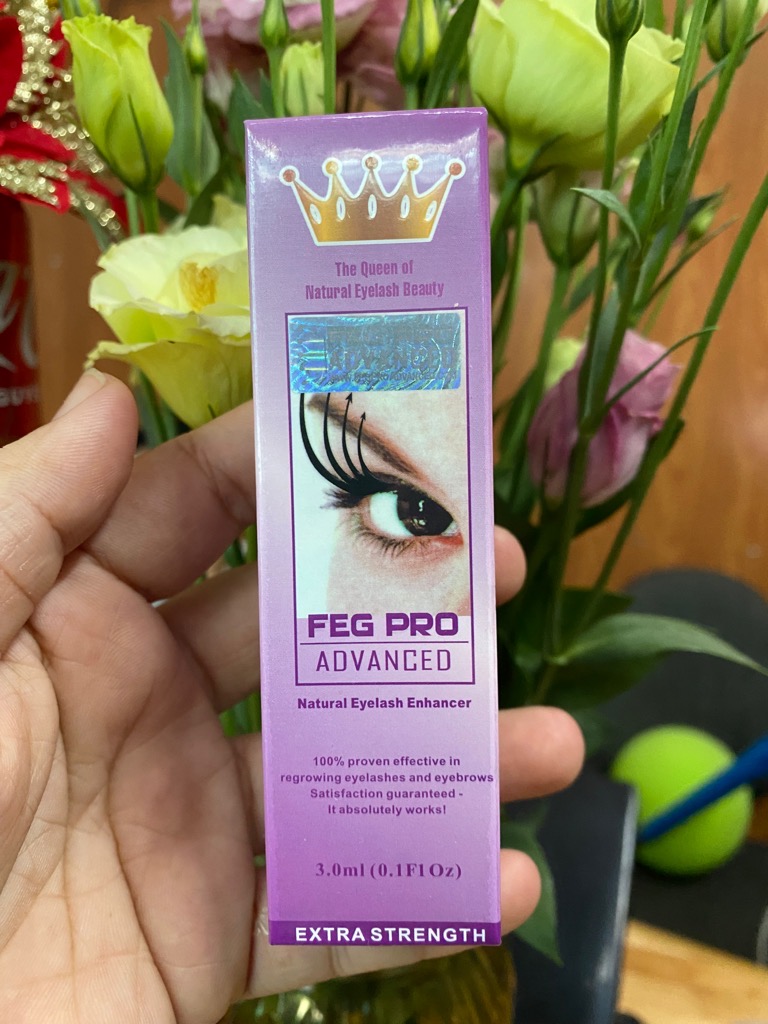 The Queen of
Natural Eyelash Beauty
FEG PRO
ADVANCED
Natural Eyelash Enhancer
100% proven effective in
regrowing eyelashes and eyebrows
Satisfaction guaranteed -
It absolutely works!
3.0ml (0.1Fl Oz)
EXTRA STRENGTH